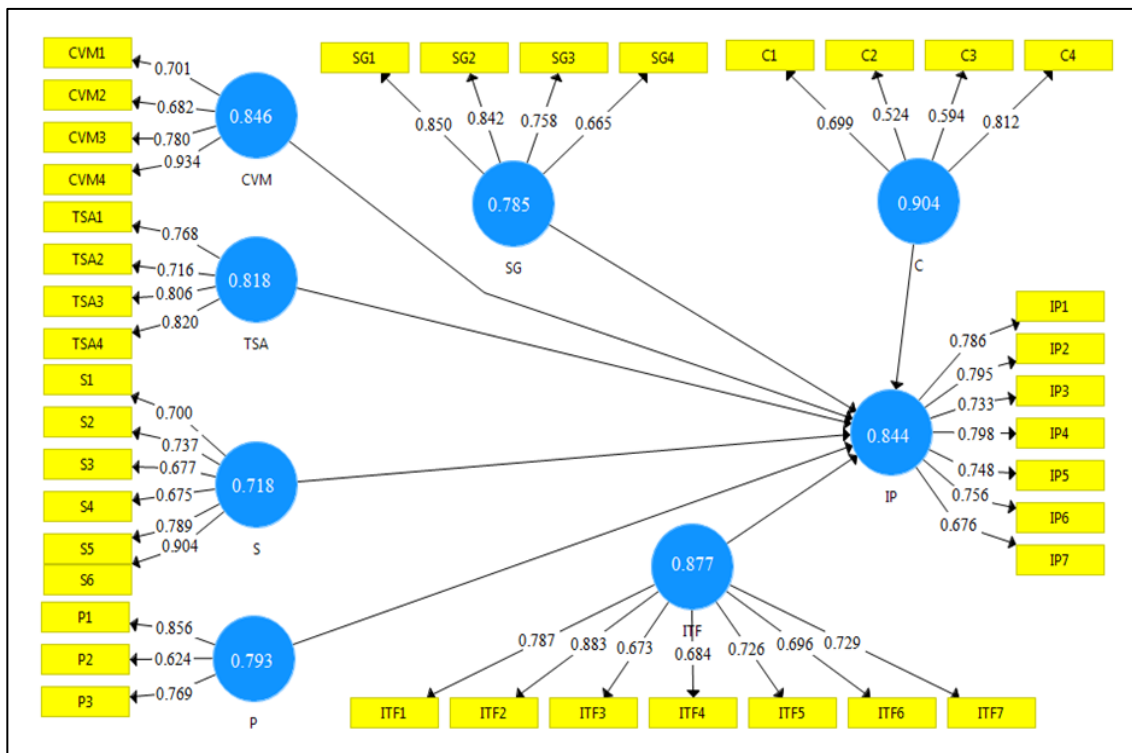 CVM1
0.701
CVM2
0.682
CVM3
0.780
CVM4
0.934
0.846
CVM
SG1
SG2
SG3
SG4
0.850
0.842
0.758
0.665
0.785
SG
C1
C2
C3
C4
0.699
0.524
0.594
0.812
0.904
C
TSA1
0.768
TSA2
0.716
TSA3
0.806
TSA4
0.820
0.818
TSA
S1
0.700
S2
0.737
S3
0.677
S4
0.675
S5
0.789
S6
0.904
0.718
S
IP1
0.786
IP2
0.795
IP3
0.733
IP4
0.798
IP5
0.748
IP6
0.756
IP7
0.676
0.844
IP
P1
0.856
P2
0.624
P3
0.769
0.793
P
0.877
ITF
0.787
0.883
0.673
0.684
0.726
0.696
0.729
ITF1
ITF2
ITF3
ITF4
ITF5
ITF6
ITF7